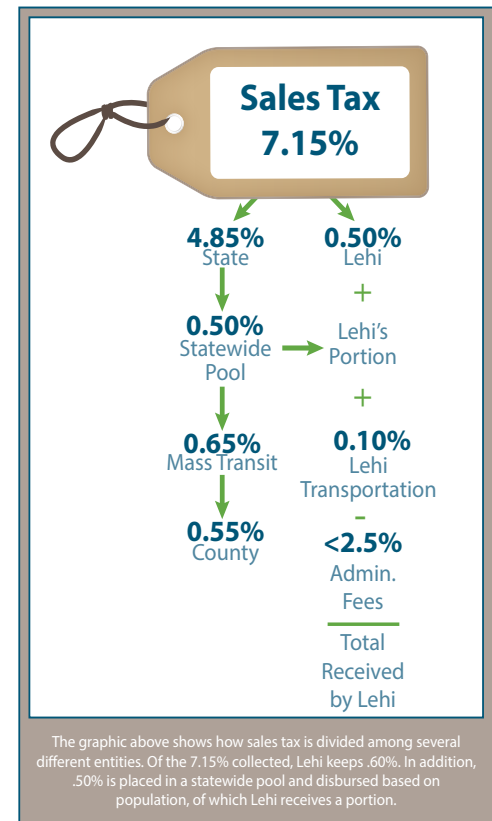 Sales Tax
7.15%
4.85%
State
0.50%
Statewide
Pool
0.65%
Mass Transit
0.55%
County
0.50%
Lehi
+
Lehi's
Portion
+
0.10%
Lehi
Transportation
-
<2.5%
Admin.
Fees
Total
Received
by Lehi
The graphic above shows how sales tax is divided among several
different entities. Of the 7.15% collected, Lehi keeps .60%. In addition,
.50% is placed in a statewide pool and disbursed based on
population, of which Lehi receives a portion.